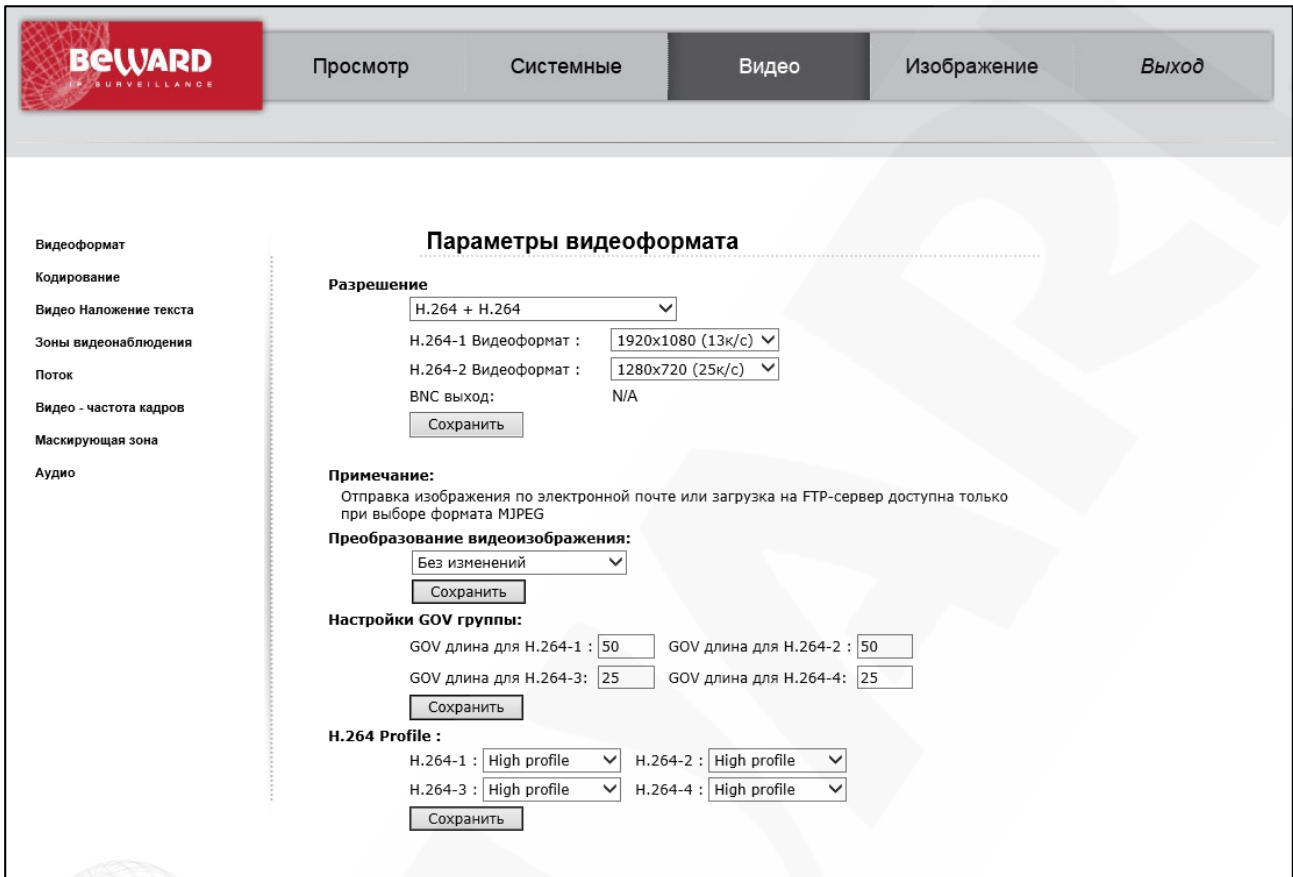 BEWARD
IP SURVEILLANCE
Просмотр Системные Видео Изображение Выход
Видеоформат
Кодирование
Видео Наложение текста
Зоны видеонаблюдения
Поток
Видео - частота кадров
Маскирующая зона
Аудио
Параметры видеоформата
Разрешение
H.264 + H.264
H.264-1 Видеоформат : 1920x1080 (13к/с)
H.264-2 Видеоформат : 1280x720 (25к/с)
BNC выход: N/A
Сохранить
Примечание:
Отправка изображения по электронной почте или загрузка на FTP-сервер доступна только
при выборе формата MJPEG
Преобразование видеоизображения:
Без изменений
Сохранить
Настройки GOV группы:
GOV длина для H.264-1 : 50 GOV длина для H.264-2 : 50
GOV длина для H.264-3: 25 GOV длина для H.264-4: 25
Сохранить
H.264 Profile :
H.264-1 : High profile H.264-2 : High profile
H.264-3 : High profile H.264-4 : High profile
Сохранить